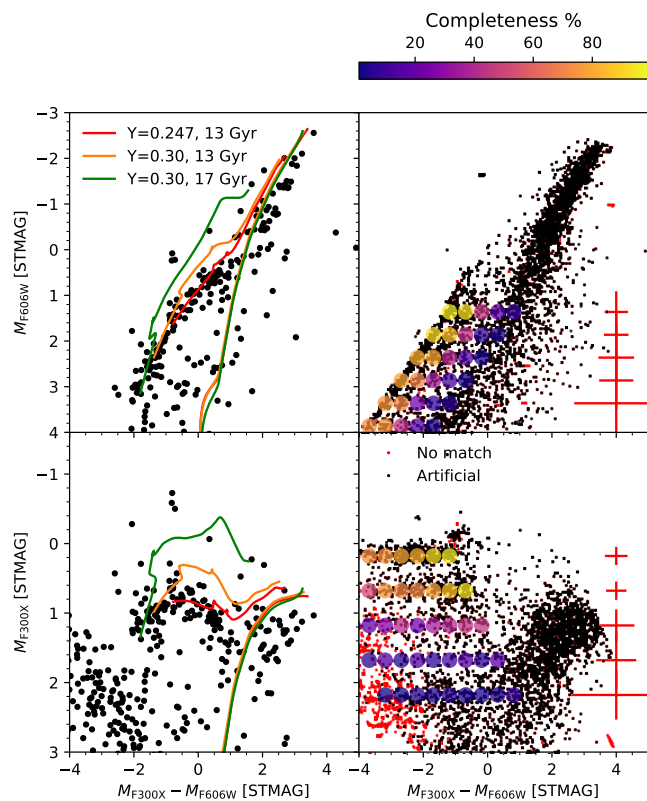 Completeness %
20 40 60 80
−3
−2
−1
0
1
2
3
4
M_F606W [STMAG]
Y=0.247, 13 Gyr
Y=0.30, 13 Gyr
Y=0.30, 17 Gyr
−1
0
1
2
3
M_F300X [STMAG]
No match
Artificial
−4 −2 0 2 4 −4 −2 0 2 4
M_F300X − M_F606W [STMAG] M_F300X − M_F606W [STMAG]